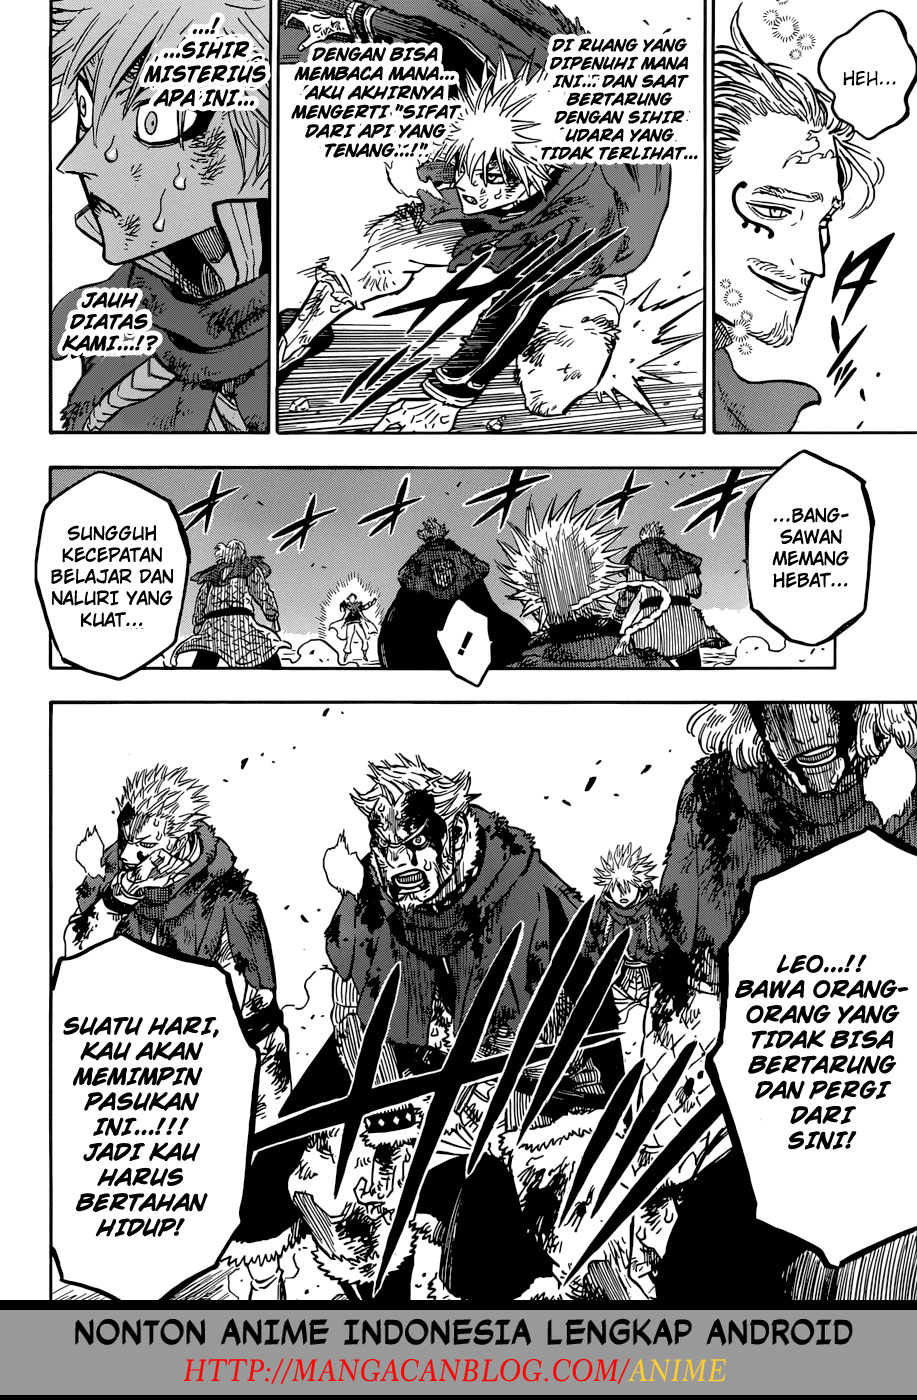 HEH...
DI RUANG YANG
DIPENUHI MANA
INI... DAN SAAT
BERTARUNG
DENGAN SIHIR
UDARA YANG
TIDAK TERLIHAT...
DENGAN BISA
MEMBACA MANA...
AKU AKHIRNYA
MENGERTI "SIFAT
DARI API YANG
TENANG...!"
...!
...SIHIR
MISTERIUS
APA INI...
JAUH
DIATAS
KAMI...!?
...BANG-
SAWAN
MEMANG
HEBAT...
!
SUNGGUH
KECEPATAN
BELAJAR DAN
NALURI YANG
KUAT...
LEO...!!
BAWA ORANG-
ORANG YANG
TIDAK BISA
BERTARUNG
DAN PERGI
DARI
SINI!
SUATU HARI,
KAU AKAN
MEMIMPIN
PASUKAN
INI...!!!
JADI KAU
HARUS
BERTAHAN
HIDUP!
NONTON ANIME INDONESIA LENGKAP ANDROID
HTTP://MANGACANBLOG.COM/ANIME